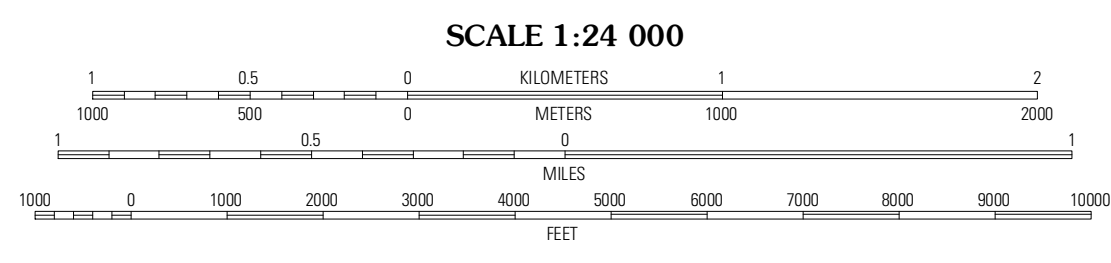 SCALE 1:24 000
1 0.5 0 KILOMETERS 1 2
1000 500 0 METERS 1000 2000
1 0.5 0 1
MILES
1000 0 1000 2000 3000 4000 5000 6000 7000 8000 9000 10000
FEET